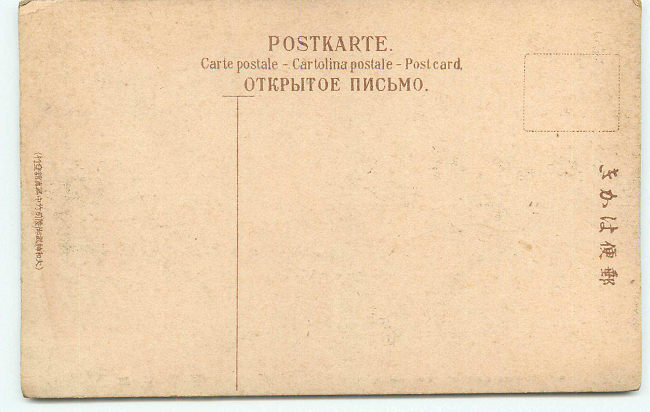 POSTKARTE.
Carte postale – Cartolina postale – Post card.
ОТКРЫТОЕ ПИСЬМО.
郵便はかき